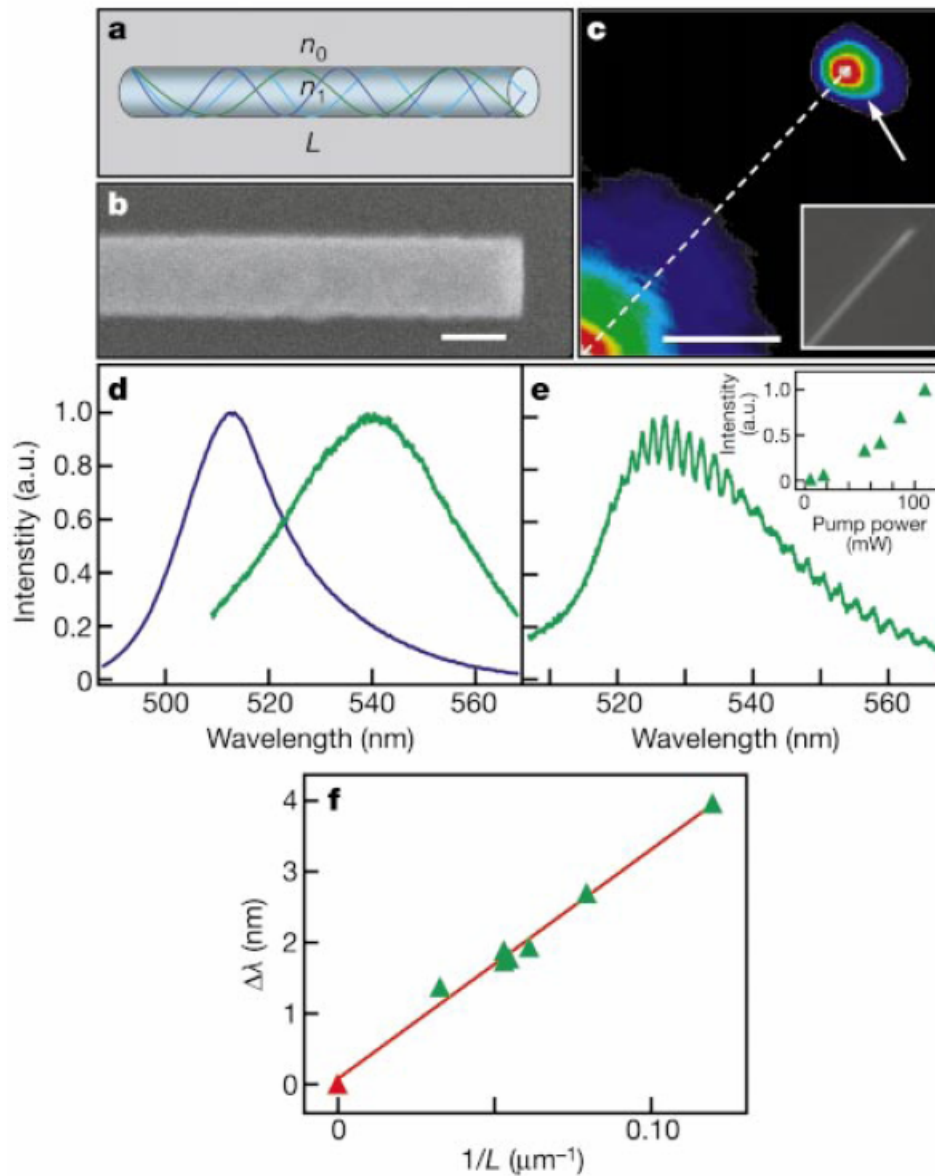 a
n0
n1
L
b
c
d
Intenstity (a.u.)
1.0
0.8
0.6
0.4
0.2
0
500 520 540 560
Wavelength (nm)
e
Intenstity
(a.u.)
1.0
0.5
0
0 100
Pump power
(mW)
520 540 560
Wavelength (nm)
f
Δλ (nm)
4
3
2
1
0
0 0.10
1/L (μm⁻¹)